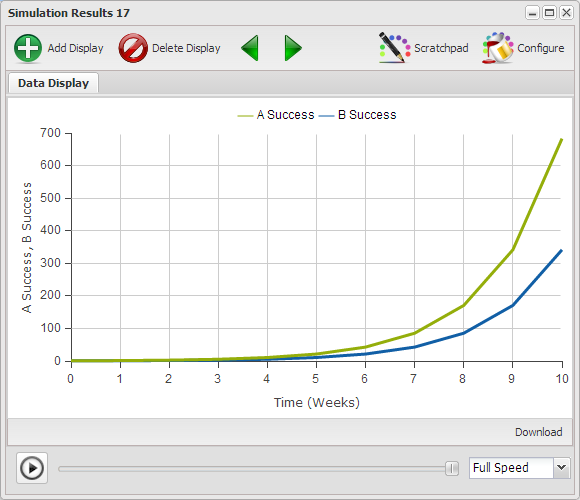 Simulation Results 17
Add Display Delete Display Scratchpad Configure
Data Display
A Success B Success
A Success , B Success
700
600
500
400
300
200
100
0
0 1 2 3 4 5 6 7 8 9 10
Time (Weeks)
Download
Full Speed